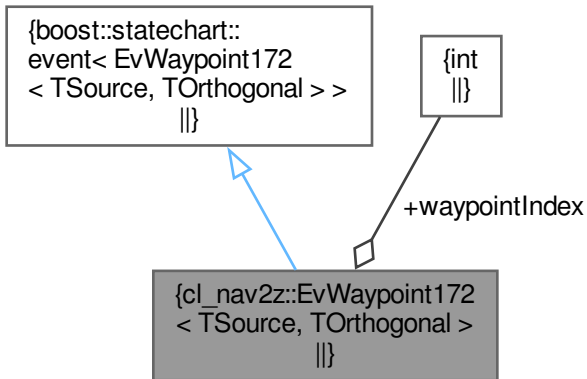 {boost::statechart::
event< EvWaypoint172
< TSource, TOrthogonal > >
||}
{int
||}
+waypointIndex
{cl_nav2z::EvWaypoint172
< TSource, TOrthogonal >
||}